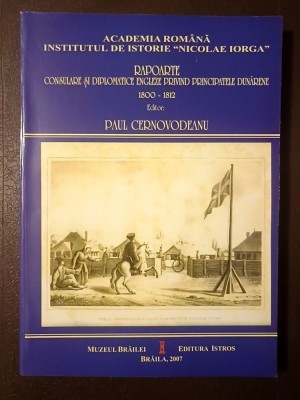 ACADEMIA ROMÂNĂ
INSTITUTUL DE ISTORIE "NICOLAE IORGA"
RAPOARTE
CONSULARE ȘI DIPLOMATICE ENGLEZE PRIVIND PRINCIPATELE DUNĂRENE
1800 - 1812
Editor:
PAUL CERNOVODEANU
MUZEUL BRĂILEI EDITURA ISTROS
BRĂILA, 2007